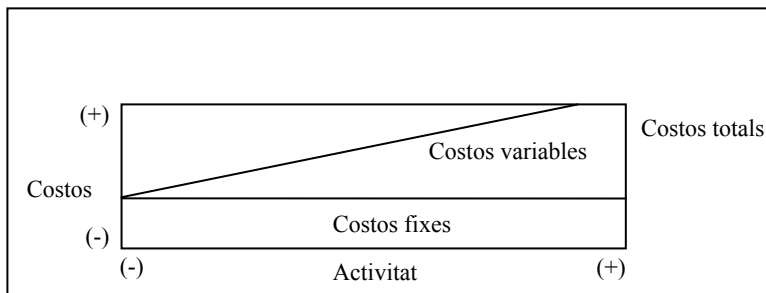 (+)
Costos totals
Costos variables
Costos
Costos fixes
(-)
(-)
Activitat
(+)